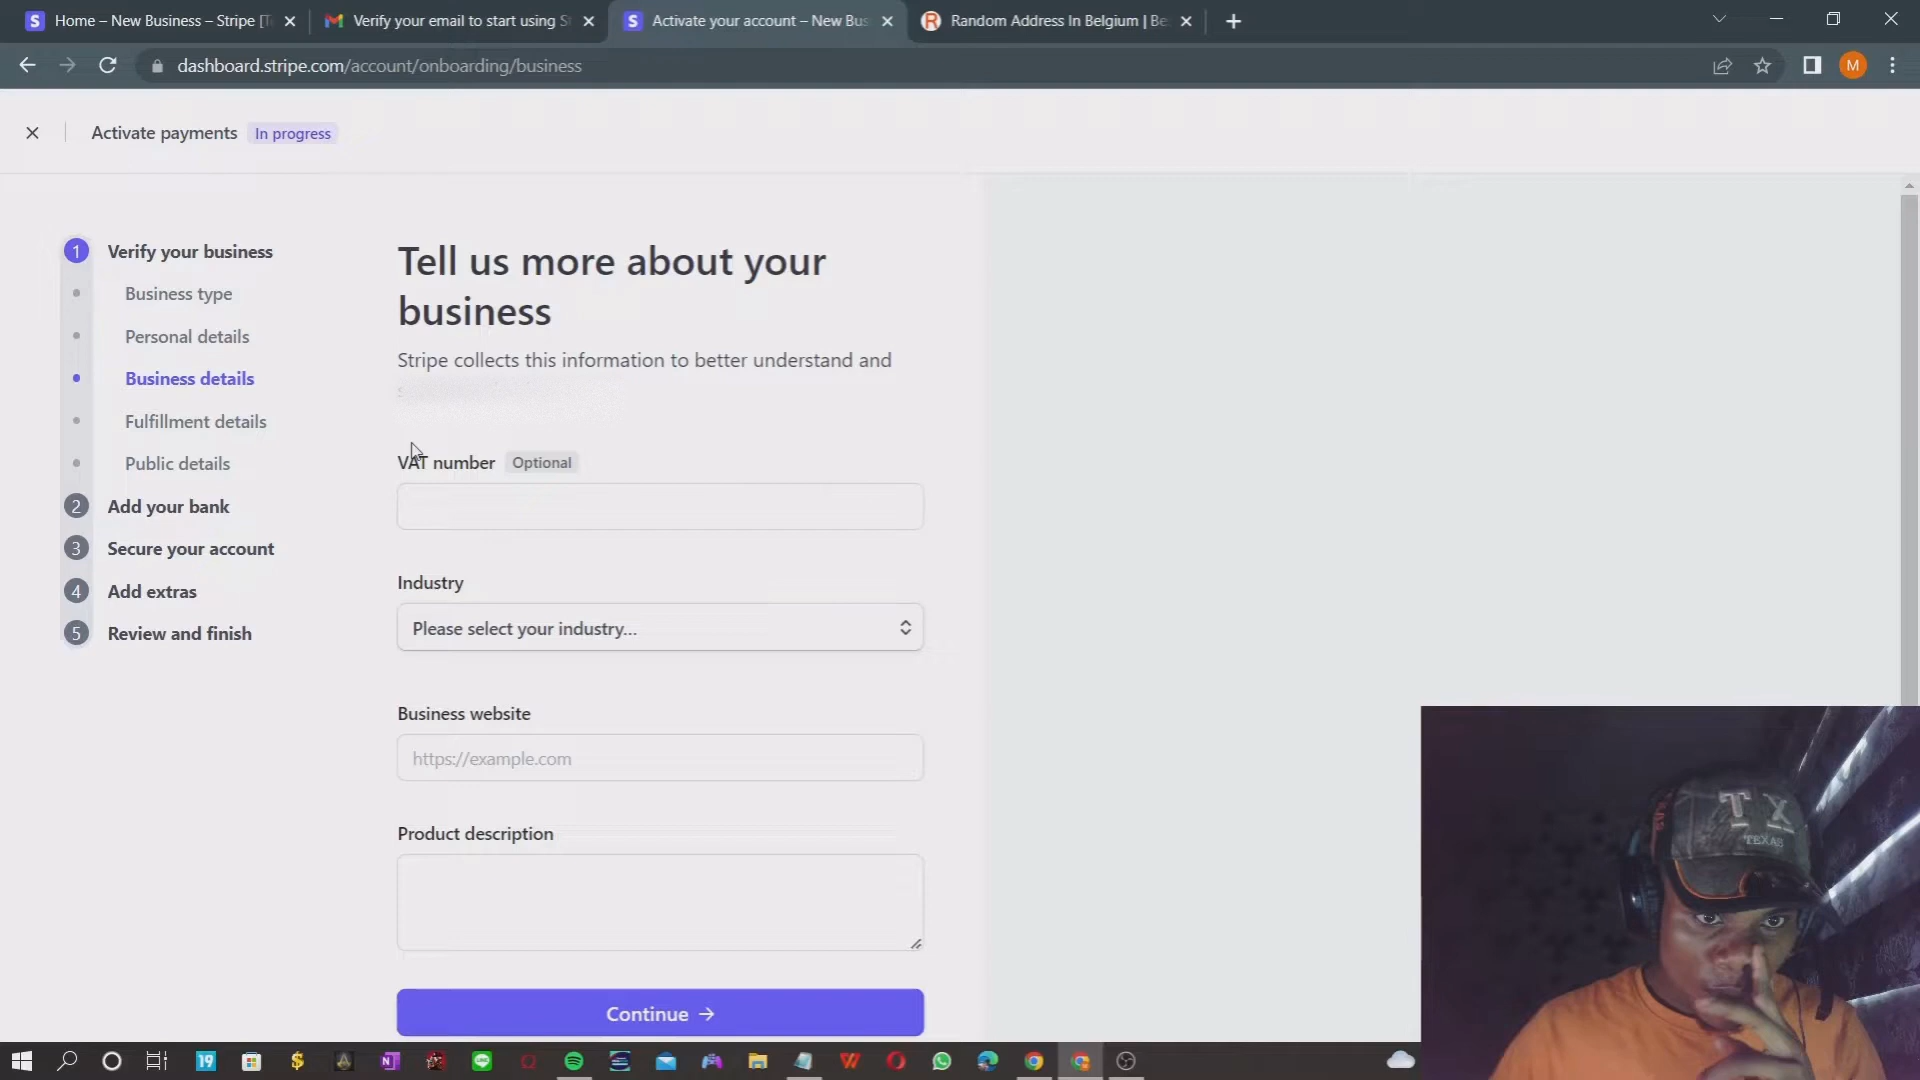 Home – New Business – Stripe [T
Verify your email to start using S
Activate your account – New Bus
Random Address In Belgium | Be
dashboard.stripe.com/account/onboarding/business
M
Activate payments
In progress
1 Verify your business
Business type
Personal details
Business details
Fulfillment details
Public details
2 Add your bank
3 Secure your account
4 Add extras
5 Review and finish
Tell us more about your
business
Stripe collects this information to better understand and
VAT number Optional
Industry
Please select your industry...
Business website
https://example.com
Product description
Continue →
19
TX
TEXAS